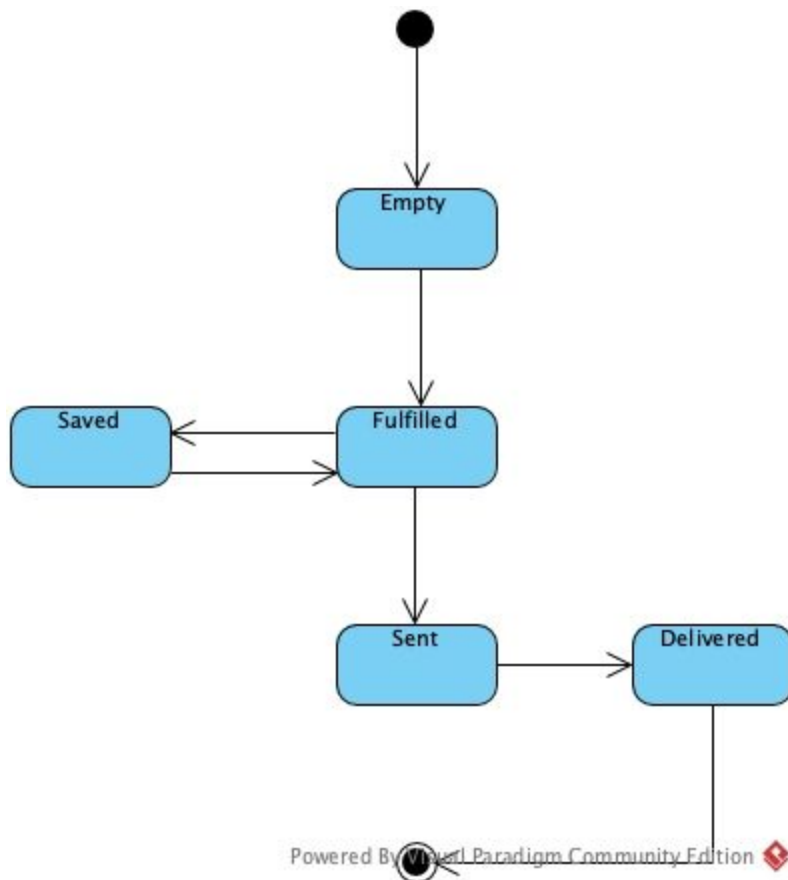 Empty
Saved
Fulfilled
Sent
Delivered
Powered By Visual Paradigm Community Edition